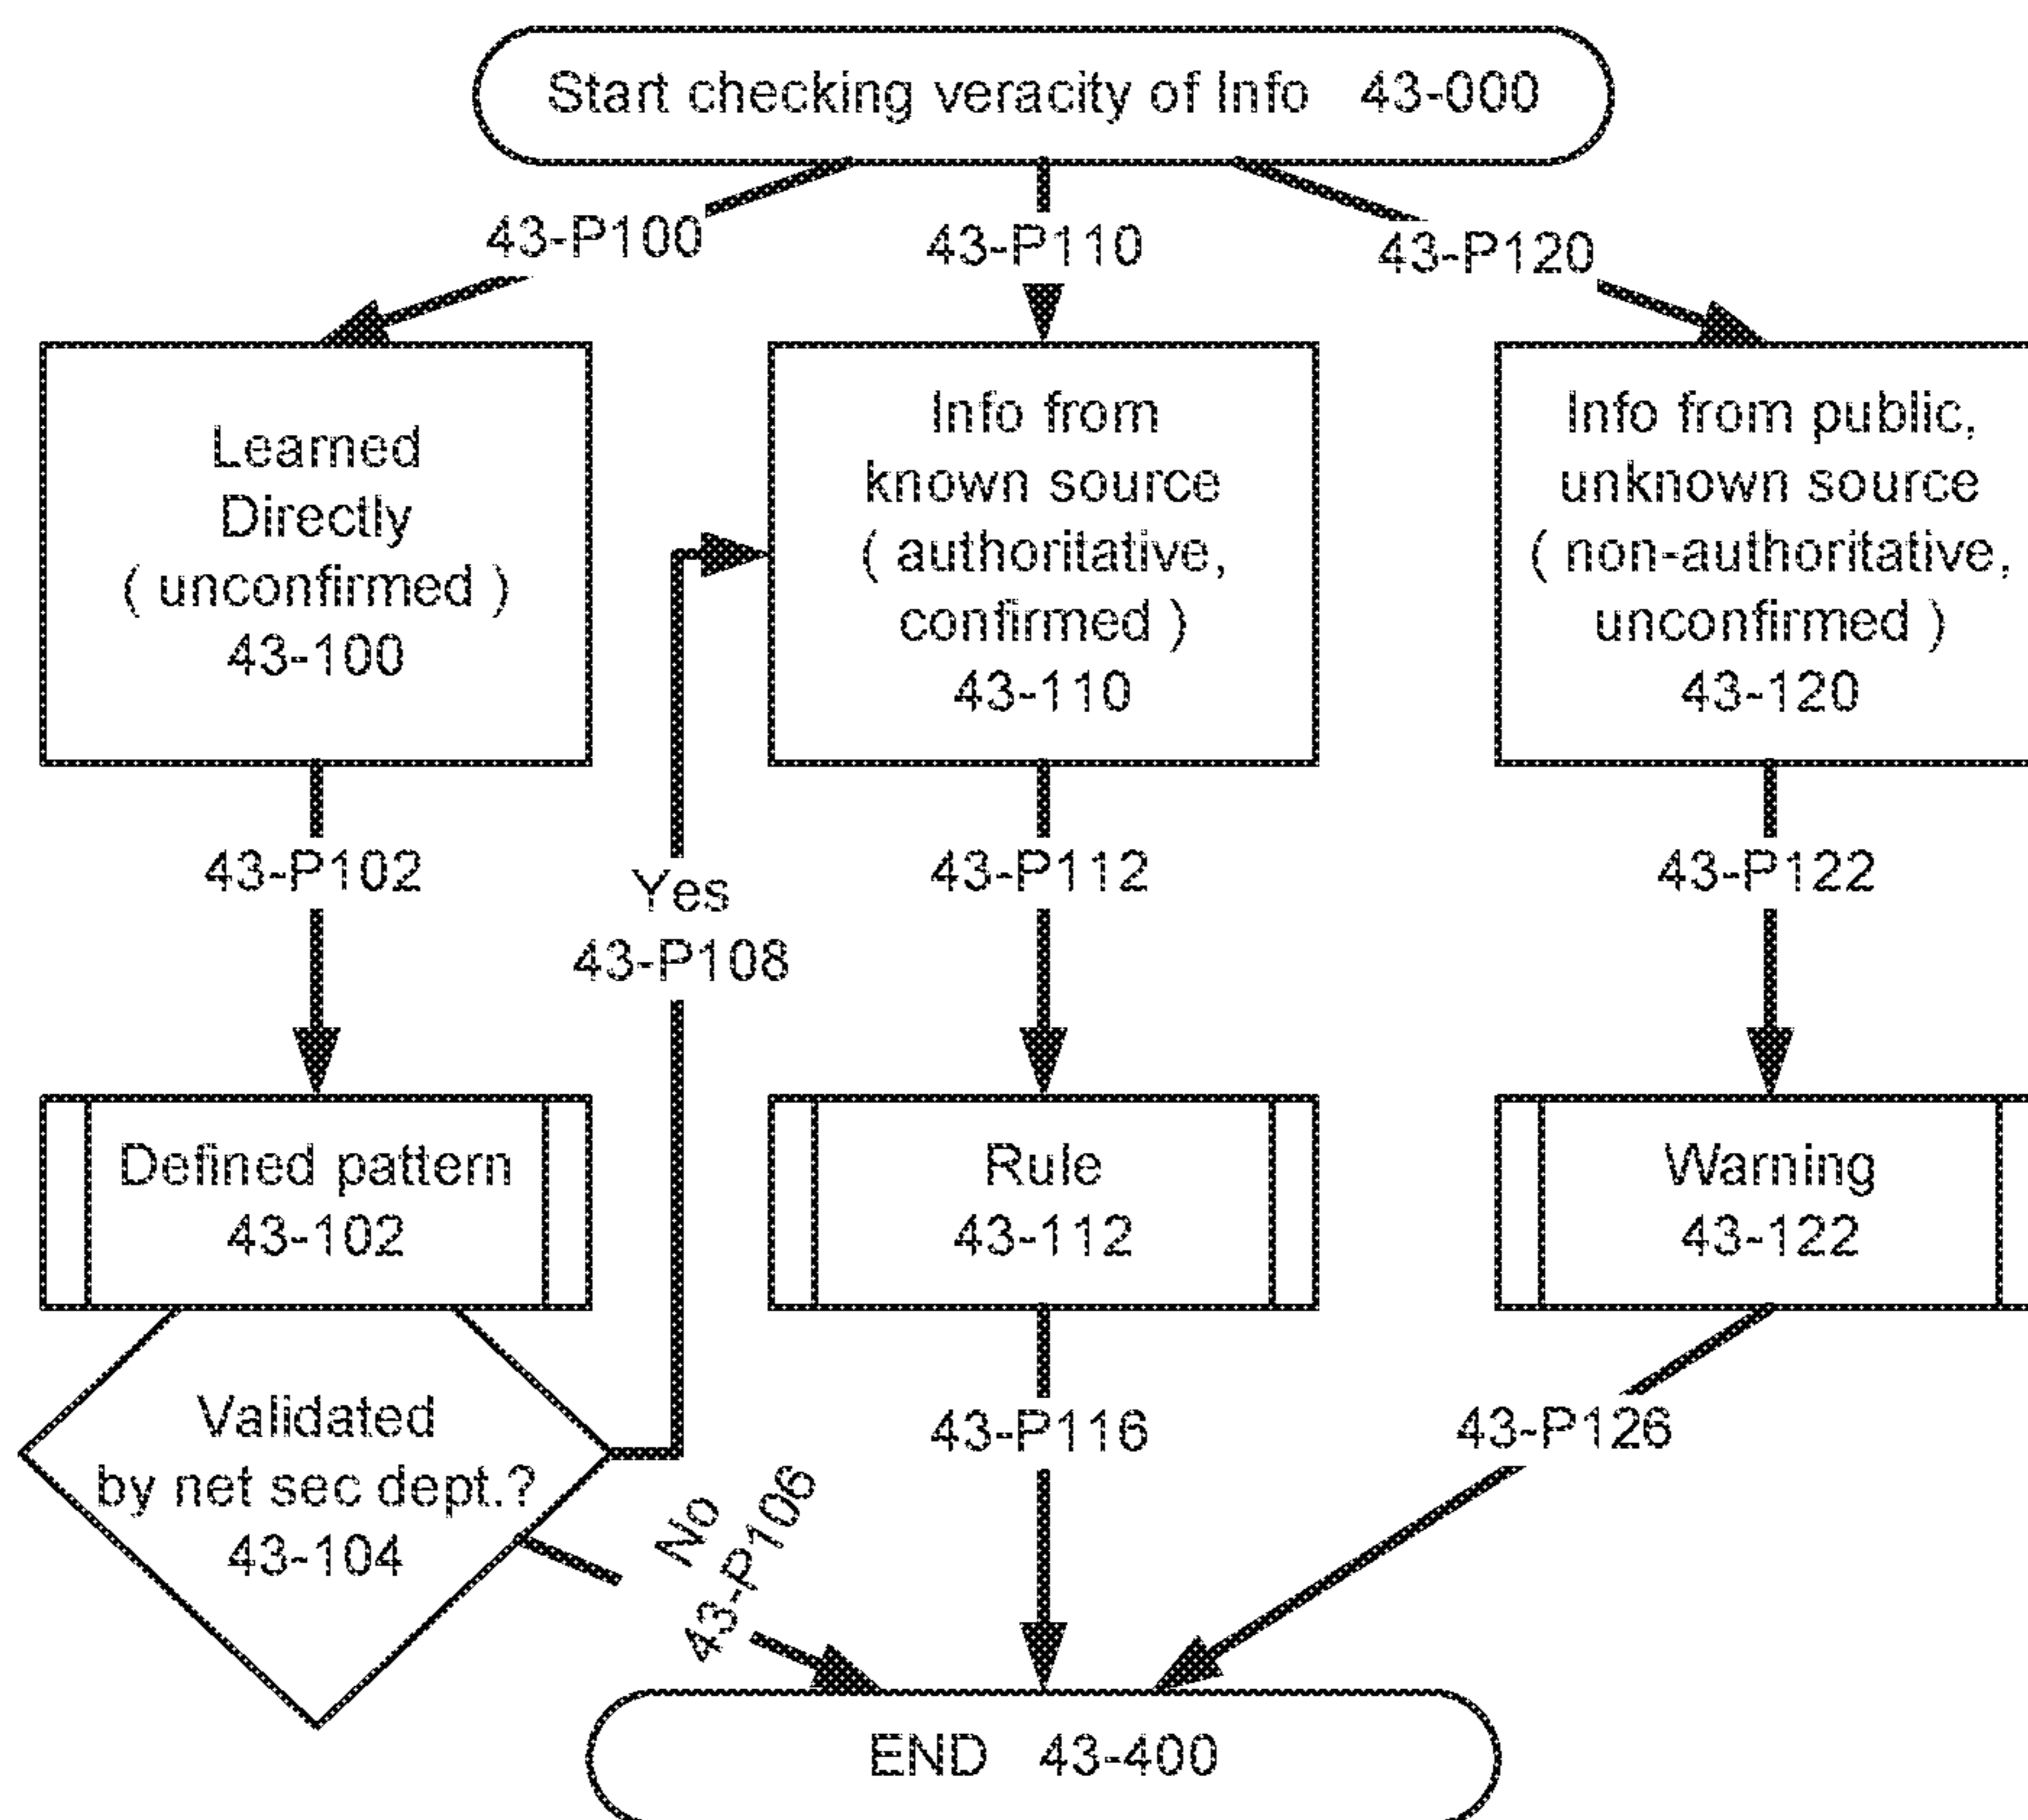 Start checking veracity of Info 43-000
43-P100
43-P110
43-P120
Learned
Directly
( unconfirmed )
43-100
Info from
known source
( authoritative,
confirmed )
43-110
Info from public,
unknown source
( non-authoritative,
unconfirmed )
43-120
43-P102
Yes
43-P108
43-P112
43-P122
Defined pattern
43-102
Rule
43-112
Warning
43-122
Validated
by net sec dept.?
43-104
No
43-P106
43-P116
43-P126
END 43-400